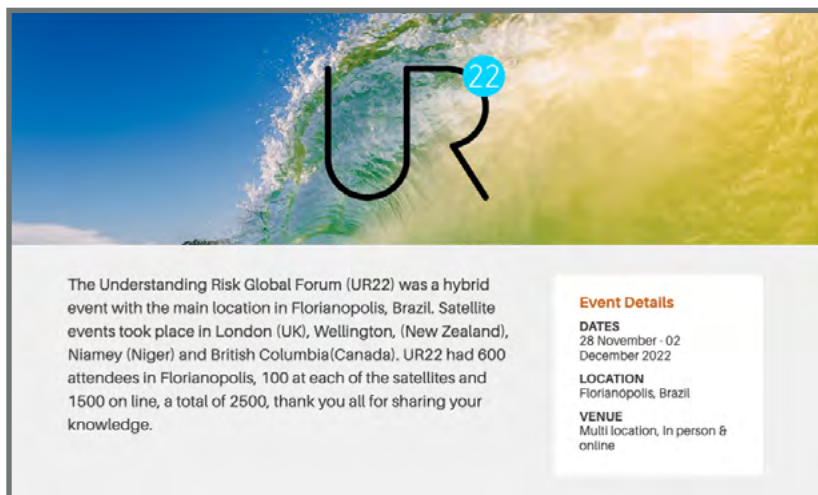 UR
22
The Understanding Risk Global Forum (UR22) was a hybrid
event with the main location in Florianopolis, Brazil. Satellite
events took place in London (UK), Wellington, (New Zealand),
Niamey (Niger) and British Columbia(Canada). UR22 had 600
attendees in Florianopolis, 100 at each of the satellites and
1500 on line, a total of 2500, thank you all for sharing your
knowledge.
Event Details
DATES
28 November - 02
December 2022
LOCATION
Florianópolis, Brazil
VENUE
Multi location, In person &
online